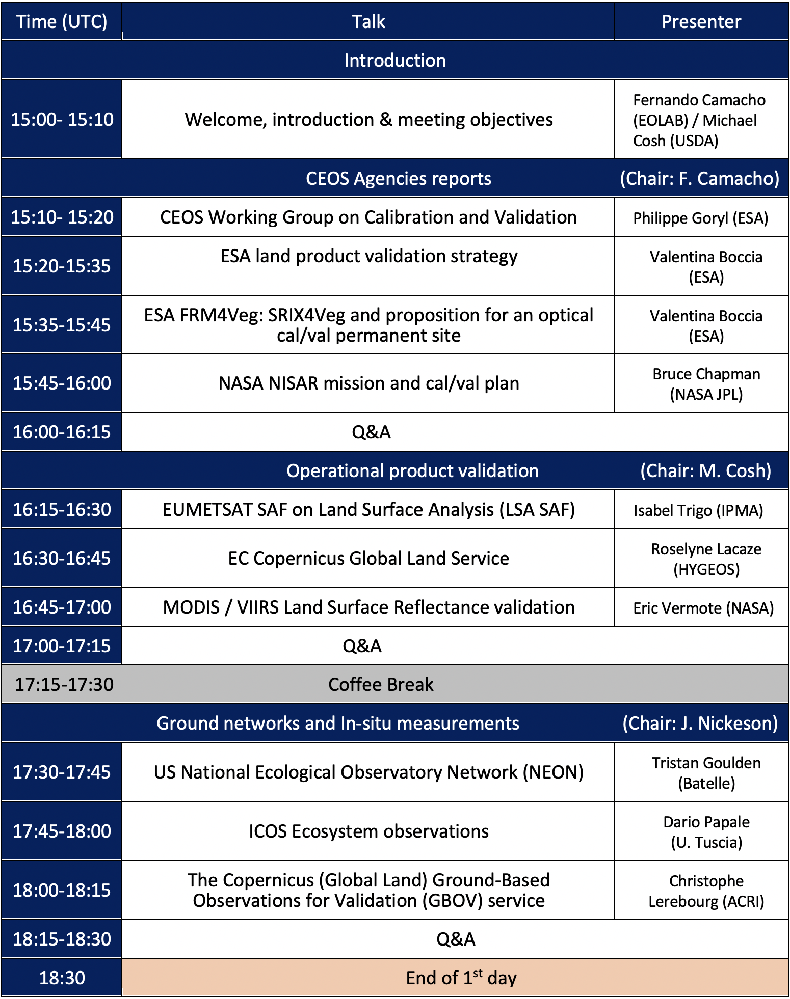 Time (UTC) Talk Presenter
Introduction
15:00- 15:10 Welcome, introduction & meeting objectives Fernando Camacho
(EOLAB) / Michael
Cosh (USDA)
CEOS Agencies reports (Chair: F. Camacho)
15:10- 15:20 CEOS Working Group on Calibration and Validation Philippe Goryl (ESA)
15:20-15:35 ESA land product validation strategy Valentina Boccia
(ESA)
15:35-15:45 ESA FRM4Veg: SRIX4Veg and proposition for an optical
cal/val permanent site Valentina Boccia
(ESA)
15:45-16:00 NASA NISAR mission and cal/val plan Bruce Chapman
(NASA JPL)
16:00-16:15 Q&A
Operational product validation (Chair: M. Cosh)
16:15-16:30 EUMETSAT SAF on Land Surface Analysis (LSA SAF) Isabel Trigo (IPMA)
16:30-16:45 EC Copernicus Global Land Service Roselyne Lacaze
(HYGEOS)
16:45-17:00 MODIS / VIIRS Land Surface Reflectance validation Eric Vermote (NASA)
17:00-17:15 Q&A
17:15-17:30 Coffee Break
Ground networks and In-situ measurements (Chair: J. Nickeson)
17:30-17:45 US National Ecological Observatory Network (NEON) Tristan Goulden
(Batelle)
17:45-18:00 ICOS Ecosystem observations Dario Papale
(U. Tuscia)
18:00-18:15 The Copernicus (Global Land) Ground-Based
Observations for Validation (GBOV) service Christophe
Lerebourg (ACRI)
18:15-18:30 Q&A
18:30 End of 1st day